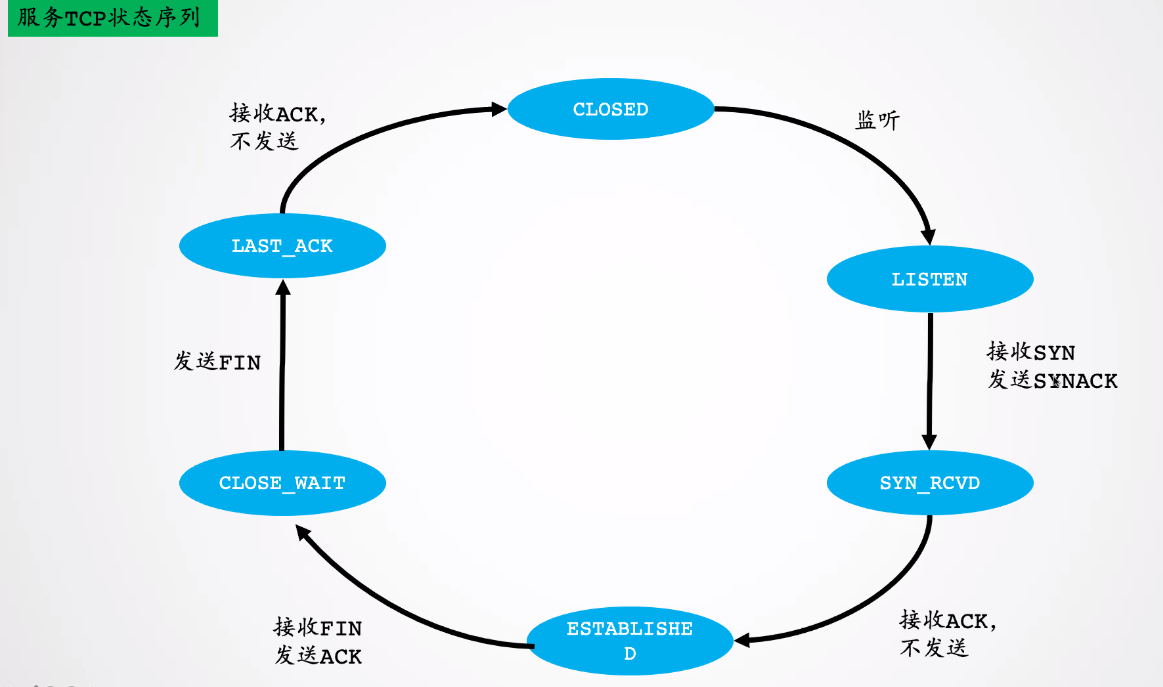 服务TCP状态序列
CLOSED
监听
LISTEN
接收SYN
发送SYNACK
SYN_RCVD
接收ACK,
不发送
ESTABLISHE
D
接收FIN
发送ACK
CLOSE_WAIT
发送FIN
LAST_ACK
接收ACK,
不发送